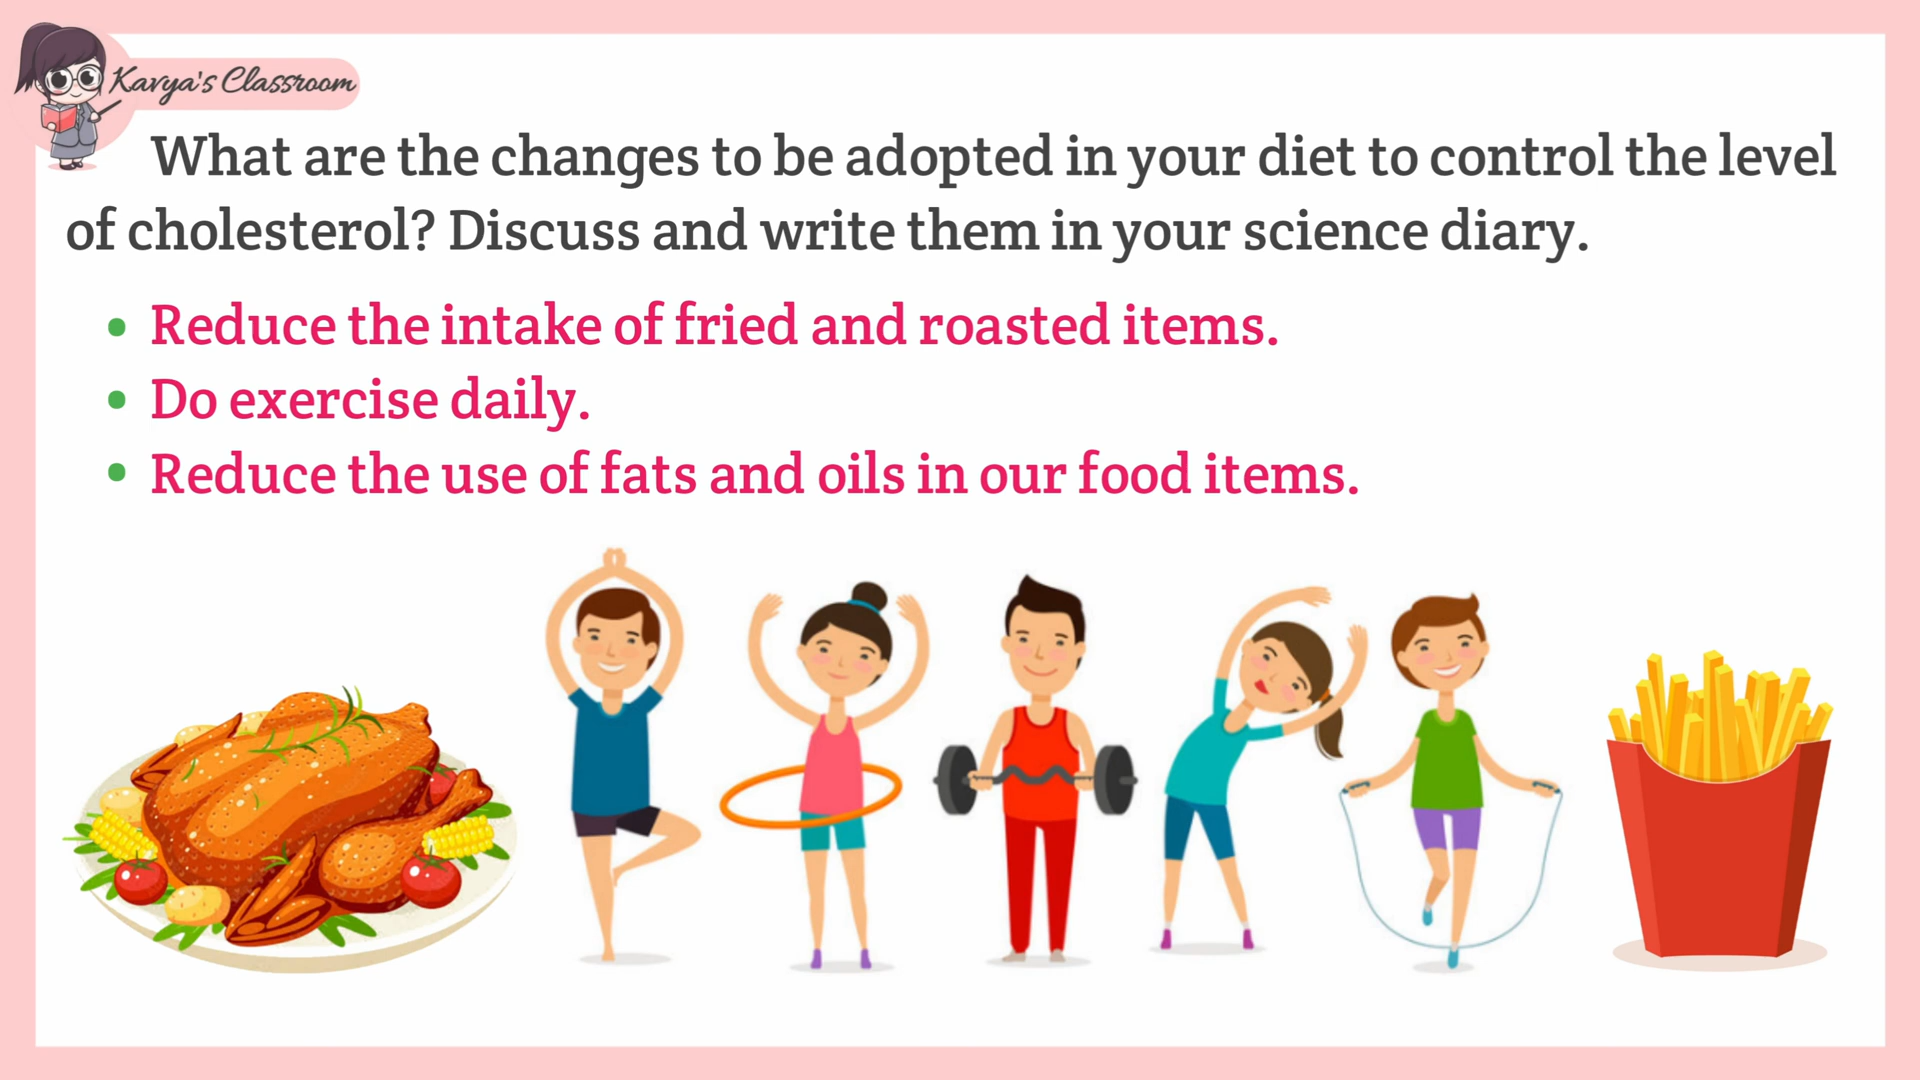 Kavya's Classroom
What are the changes to be adopted in your diet to control the level
of cholesterol? Discuss and write them in your science diary.
• Reduce the intake of fried and roasted items.
• Do exercise daily.
• Reduce the use of fats and oils in our food items.